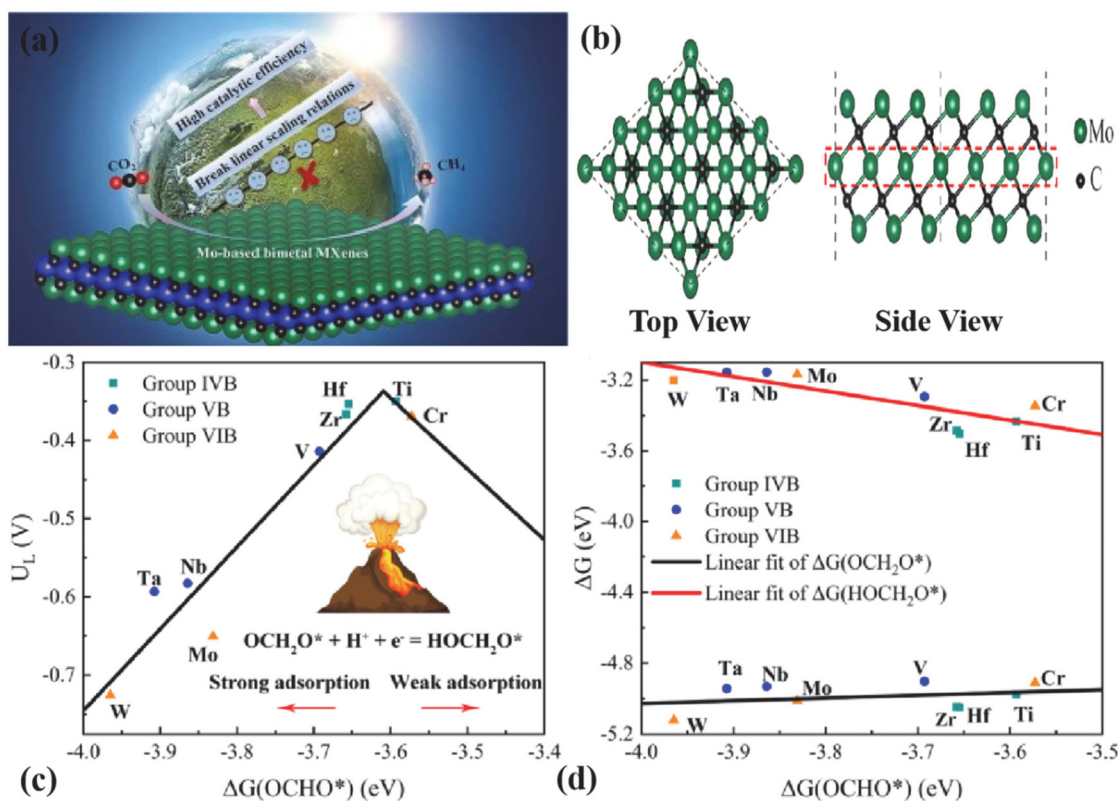 (a)
High catalytic efficiency
Break linear scaling relations
CO₂
CH₄
Mo-based bimetal MXenes
(b)
Mo
C
Top View
Side View
-0.3
-0.4
-0.5
-0.6
-0.7
U_L (V)
Group IVB
Group VB
Group VIB
Hf
Zr
Ti
Cr
V
Ta
Nb
Mo
W
OCH₂O* + H⁺ + e⁻ = HOCH₂O*
Strong adsorption
Weak adsorption
-4.0 -3.9 -3.8 -3.7 -3.6 -3.5 -3.4
(c)
ΔG(OCHO*) (eV)
-3.2
-3.6
-4.0
-4.4
-4.8
-5.2
ΔG (eV)
W
Ta
Nb
Mo
V
Zr
Hf
Ti
Cr
Group IVB
Group VB
Group VIB
Linear fit of ΔG(OCH₂O*)
Linear fit of ΔG(HOCH₂O*)
Ta
Nb
V
Cr
W
Mo
Zr
Hf
Ti
-4.0 -3.9 -3.8 -3.7 -3.6 -3.5
(d)
ΔG(OCHO*) (eV)